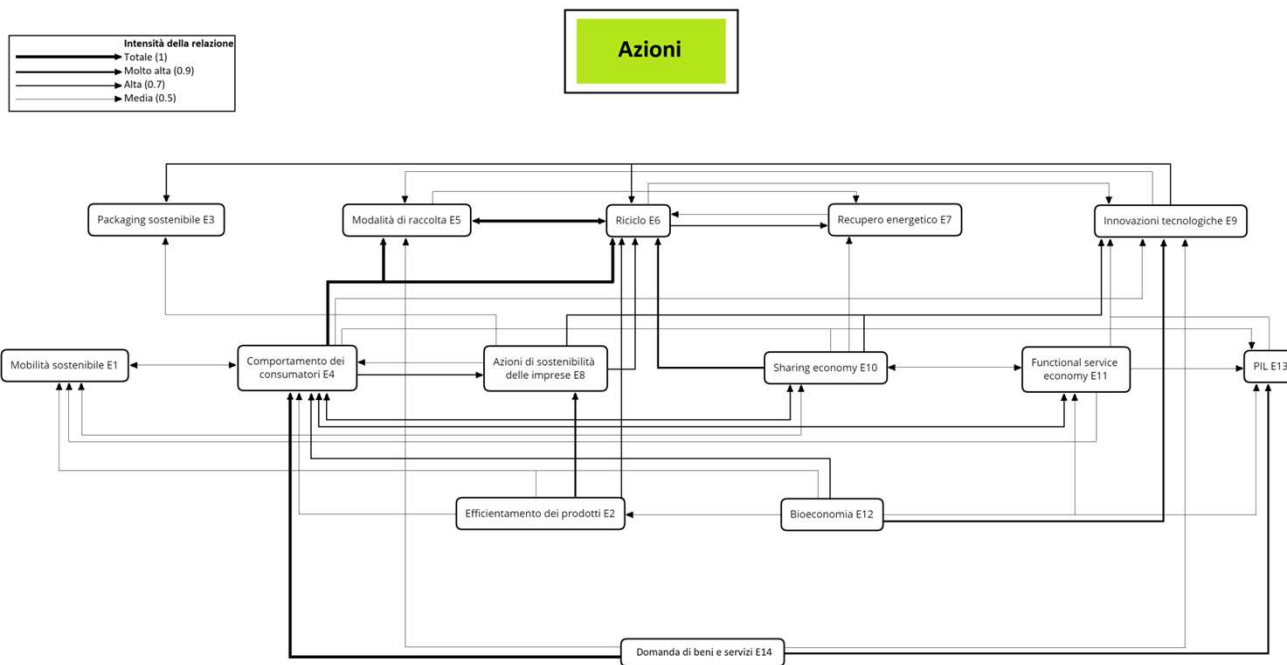 Azioni
Intensità della relazione
Totale (1)
Molto alta (0.9)
Alta (0.7)
Media (0.5)
Packaging sostenibile E3
Modalità di raccolta E5
Riciclo E6
Recupero energetico E7
Innovazioni tecnologiche E9
Mobilità sostenibile E1
Comportamento dei
consumatori E4
Azioni di sostenibilità
delle imprese E8
Sharing economy E10
Functional service
economy E11
PIL E13
Efficientamento dei prodotti E2
Bioeconomia E12
Domanda di beni e servizi E14